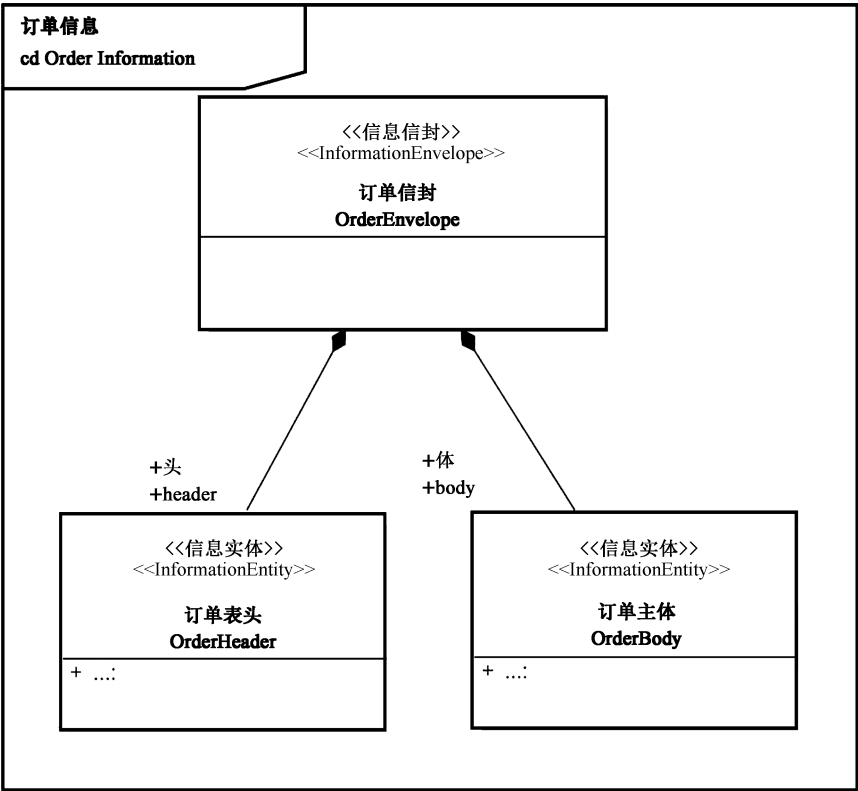 订单信息
cd Order Information
<<信息信封>>
<<InformationEnvelope>>
订单信封
OrderEnvelope
+头
+header
+体
+body
<<信息实体>>
<<InformationEntity>>
订单表头
OrderHeader
+ ...:
<<信息实体>>
<<InformationEntity>>
订单主体
OrderBody
+ ...: